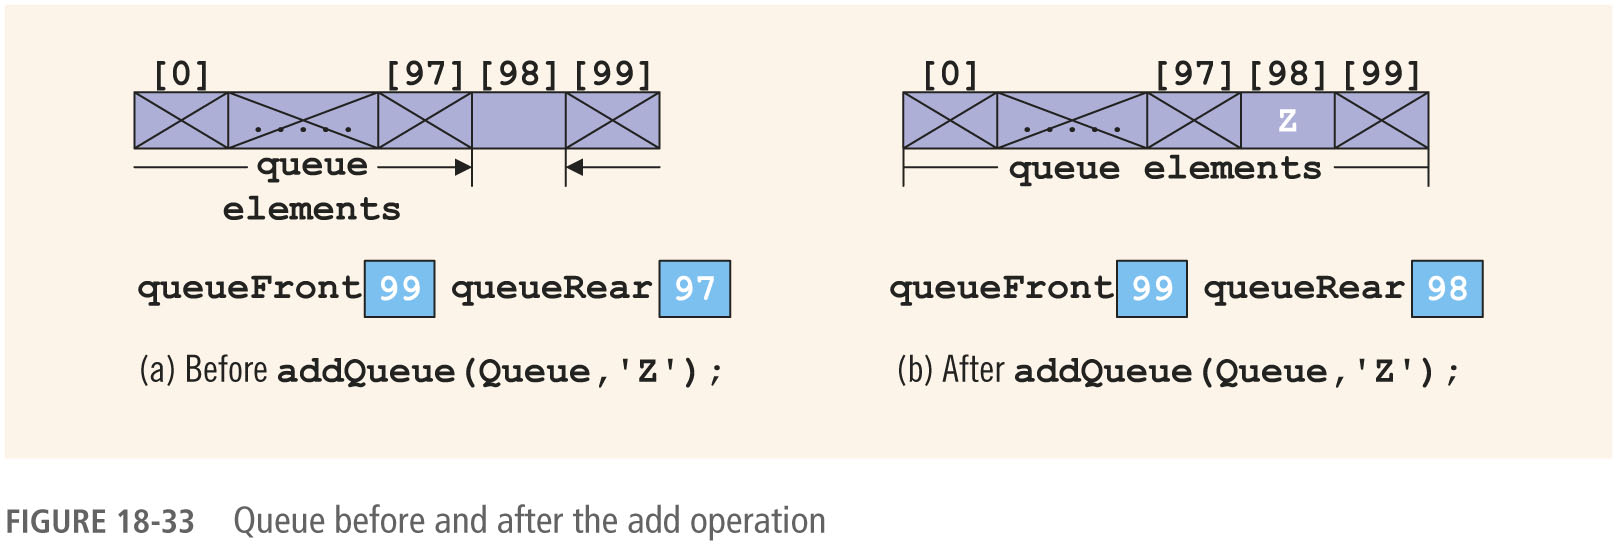 [0] [97] [98] [99]
.....
queue
elements
queueFront 99 queueRear 97
(a) Before addQueue(Queue,'Z');
[0] [97] [98] [99]
..... Z
queue elements
queueFront 99 queueRear 98
(b) After addQueue(Queue,'Z');
FIGURE 18-33 Queue before and after the add operation